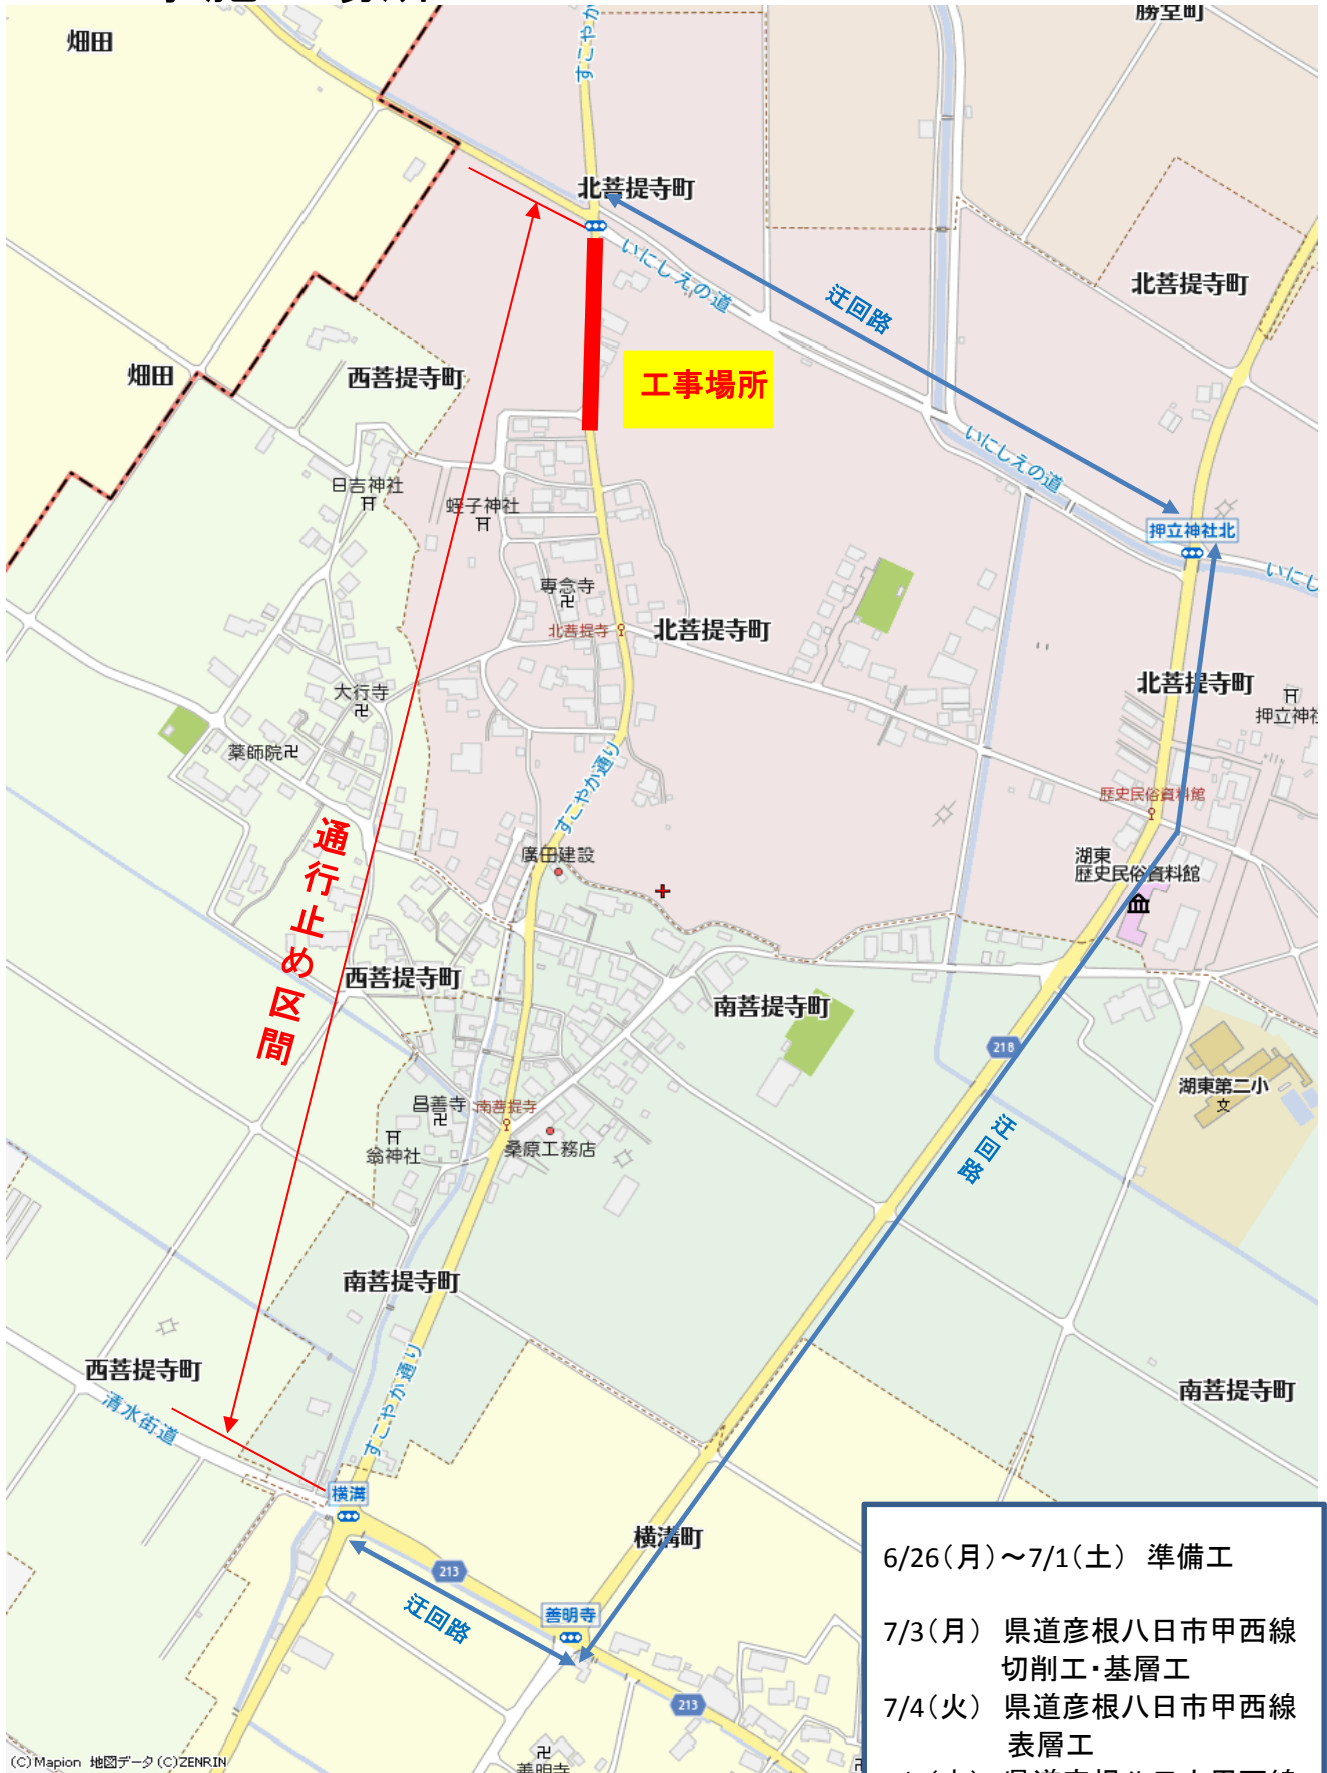 畑田
すこやか
勝堂町
北菩提寺町
いにしえの道
迂回路
北菩提寺町
畑田
西菩提寺町
工事場所
いにしえの道
日吉神社
蛭子神社
押立神社北
いにし
専念寺
北菩提寺
北菩提寺町
大行寺
北菩提寺町
押立神社
薬師院
すこやか通り
歴史民俗資料館
通行止め区間
廣田建設
湖東
歴史民俗資料館
西菩提寺町
南菩提寺町
218
湖東第二小
文
昌善寺
南菩提寺
翁神社
桑原工務店
迂回路
南菩提寺町
西菩提寺町
清水街道
すこやか通り
南菩提寺町
横溝
横溝町
213
迂回路
善明寺
213
善明寺
6/26(月)～7/1(土) 準備工
7/3(月) 県道彦根八日市甲西線
切削工・基層工
7/4(火) 県道彦根八日市甲西線
表層工
(C)Mapion 地図データ(C)ZENRIN